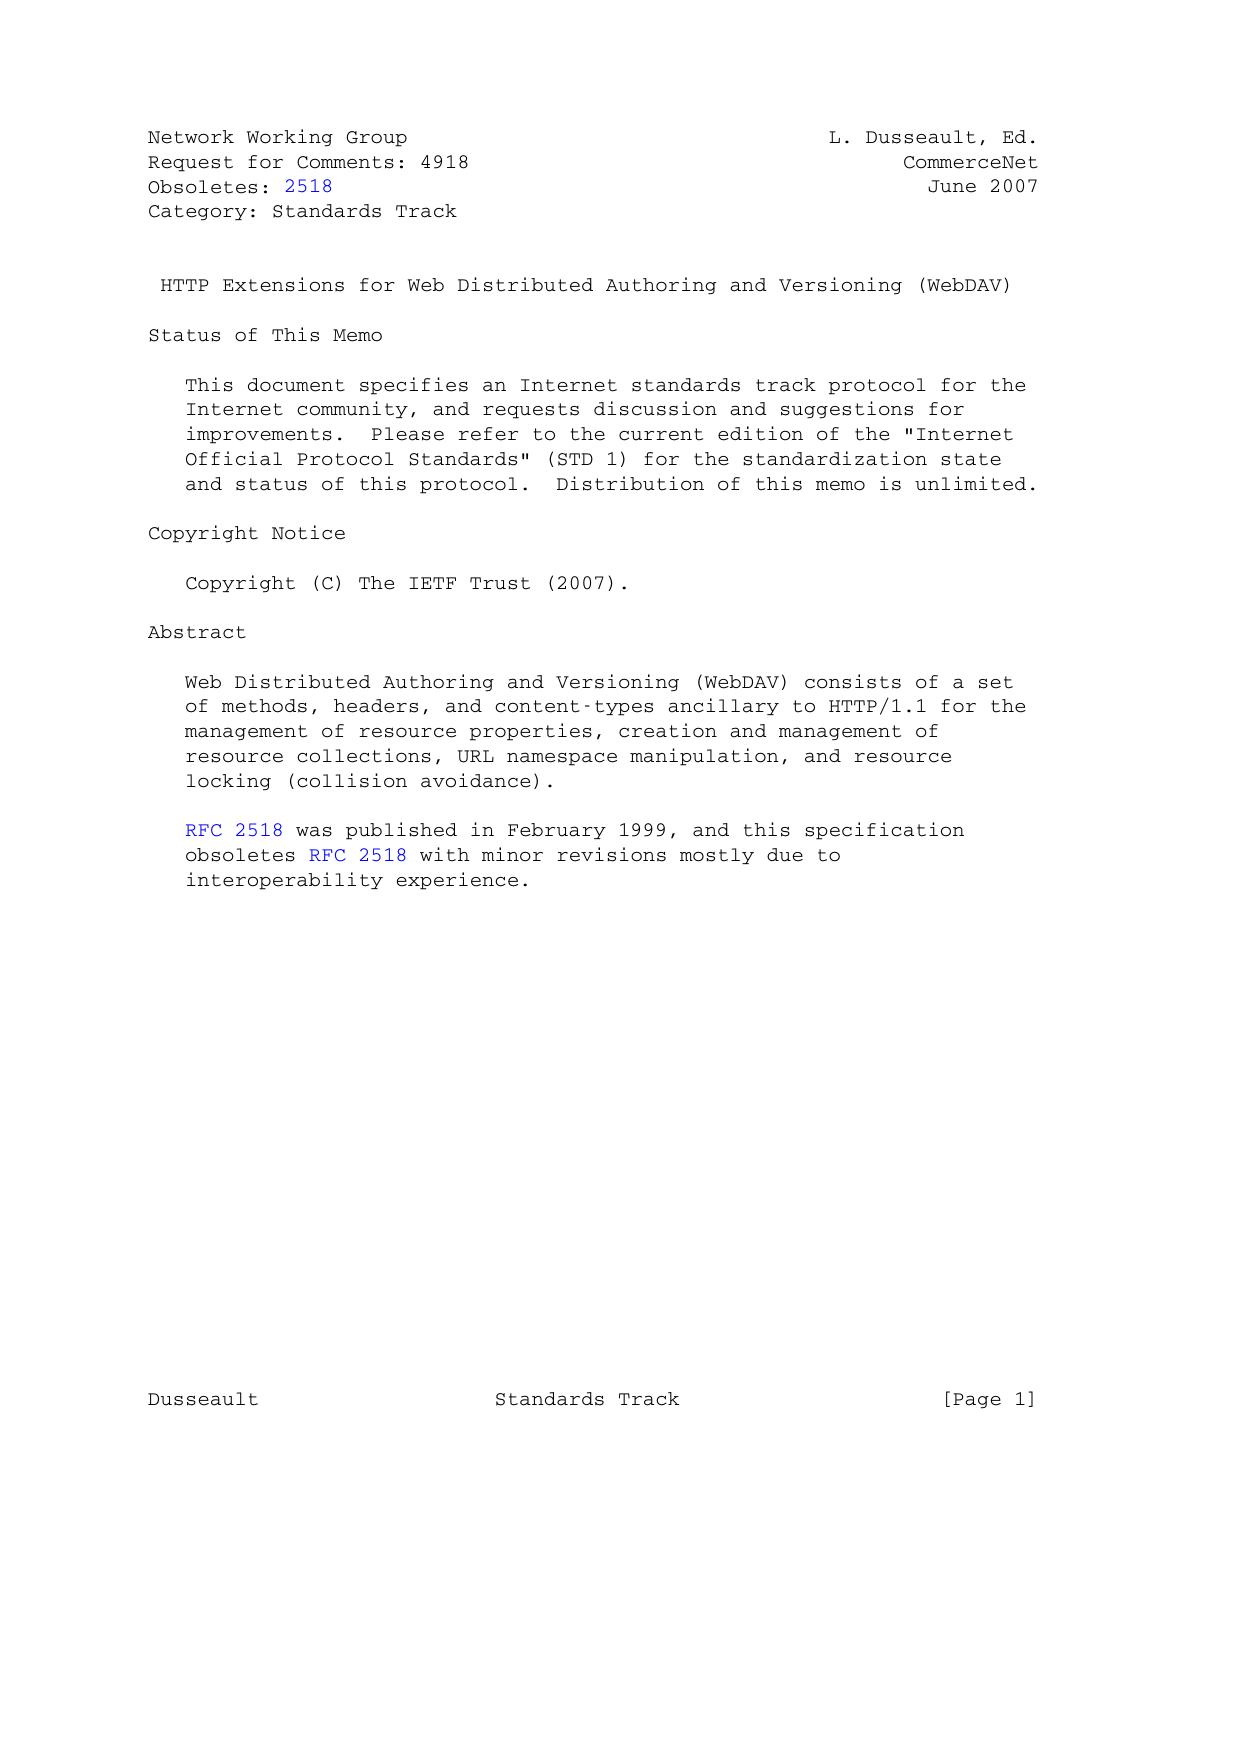 Network Working Group                                  L. Dusseault, Ed.
Request for Comments: 4918                                   CommerceNet
Obsoletes: 2518                                                June 2007
Category: Standards Track
HTTP Extensions for Web Distributed Authoring and Versioning (WebDAV)
Status of This Memo
This document specifies an Internet standards track protocol for the
Internet community, and requests discussion and suggestions for
improvements.  Please refer to the current edition of the "Internet
Official Protocol Standards" (STD 1) for the standardization state
and status of this protocol.  Distribution of this memo is unlimited.
Copyright Notice
Copyright (C) The IETF Trust (2007).
Abstract
Web Distributed Authoring and Versioning (WebDAV) consists of a set
of methods, headers, and content-types ancillary to HTTP/1.1 for the
management of resource properties, creation and management of
resource collections, URL namespace manipulation, and resource
locking (collision avoidance).
RFC 2518 was published in February 1999, and this specification
obsoletes RFC 2518 with minor revisions mostly due to
interoperability experience.
Dusseault                   Standards Track                     [Page 1]